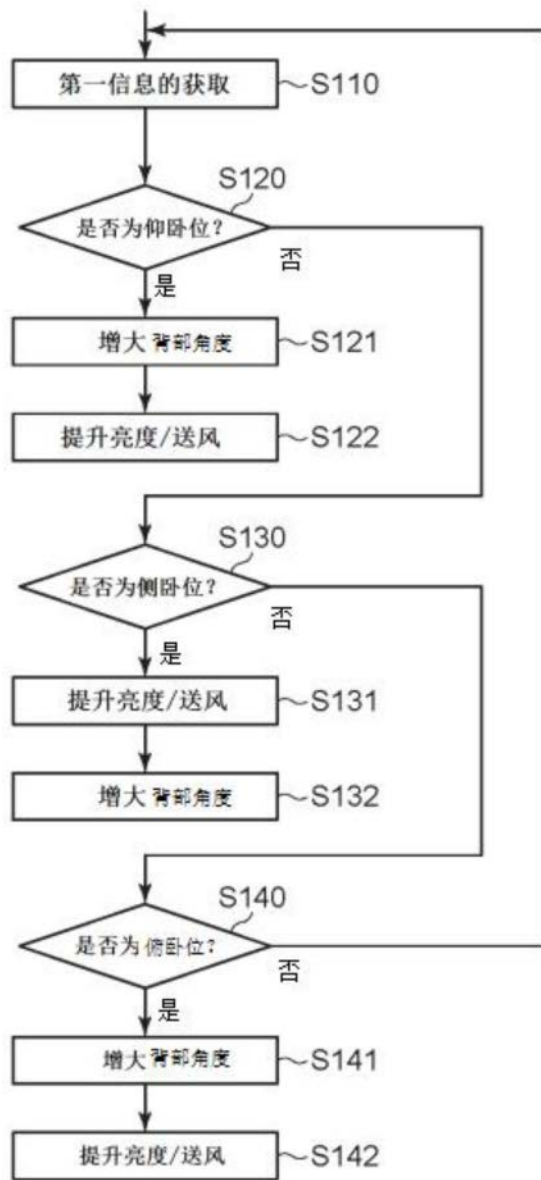 第一信息的获取
S110
S120
是否为仰卧位?
否
是
增大 背部角度
S121
提升亮度/送风
S122
S130
是否为侧卧位?
否
是
提升亮度/送风
S131
增大 背部角度
S132
S140
是否为 俯卧位?
否
是
增大 背部角度
S141
提升亮度/送风
S142